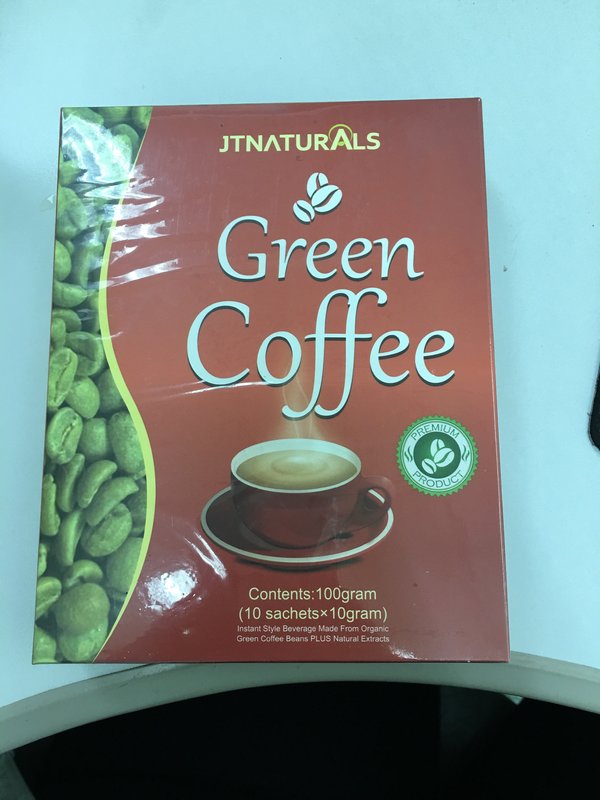 JTNATURALS
Green
Coffee
PREMIUM
PRODUCT
Contents:100gram
(10 sachets×10gram)
Instant Style Beverage Made From Organic
Green Coffee Beans PLUS Natural Extracts